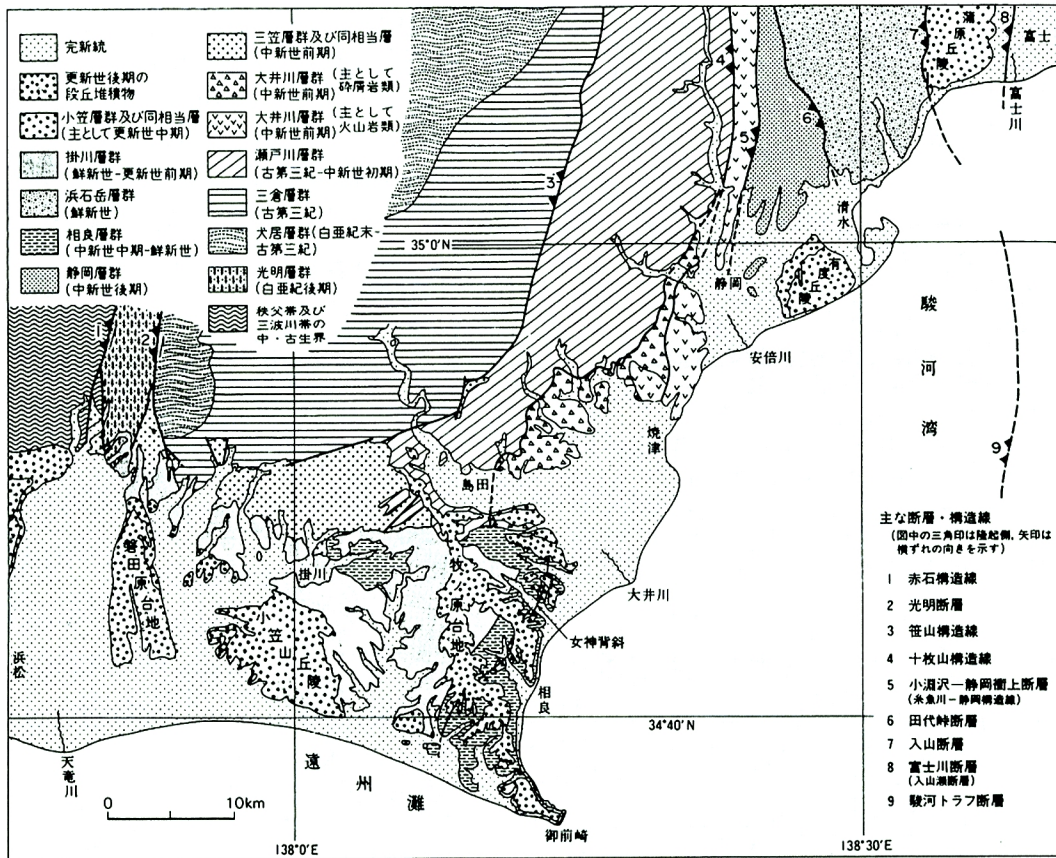 完新統
更新世後期の
段丘堆積物
小笠層群及び同相当層
(主として更新世中期)
掛川層群
(鮮新世-更新世前期)
浜石岳層群
(鮮新世)
相良層群
(中新世中期-鮮新世)
静岡層群
(中新世後期)
三笠層群及び同相当層
(中新世前期)
大井川層群(主として
(中新世前期)砕屑岩類)
大井川層群(主として
(中新世前期)火山岩類)
瀬戸川層群
(古第三紀-中新世初期)
三倉層群
(古第三紀)
犬居層群(白亜紀末-
古第三紀)
光明層群
(白亜紀後期)
秩父帯及び
三波川帯の
中・古生界
1
2
3
4
5
6
7
8
9
蒲原丘陵
富士
富士川
清水
35°0′N
静岡
有度丘陵
安倍川
駿河湾
焼津
島田
掛川
牧ノ原台地
磐田原台地
小笠山丘陵
大井川
女神背斜
相良
浜松
天竜川
遠州灘
御前崎
34°40′N
0 10km
138°0′E
138°30′E
主な断層・構造線
(図中の三角印は隆起側,矢印は
横ずれの向きを示す)
1 赤石構造線
2 光明断層
3 笹山構造線
4 十枚山構造線
5 小淵沢―静岡衝上断層
(糸魚川-静岡構造線)
6 田代峠断層
7 入山断層
8 富士川断層
(入山瀬断層)
9 駿河トラフ断層